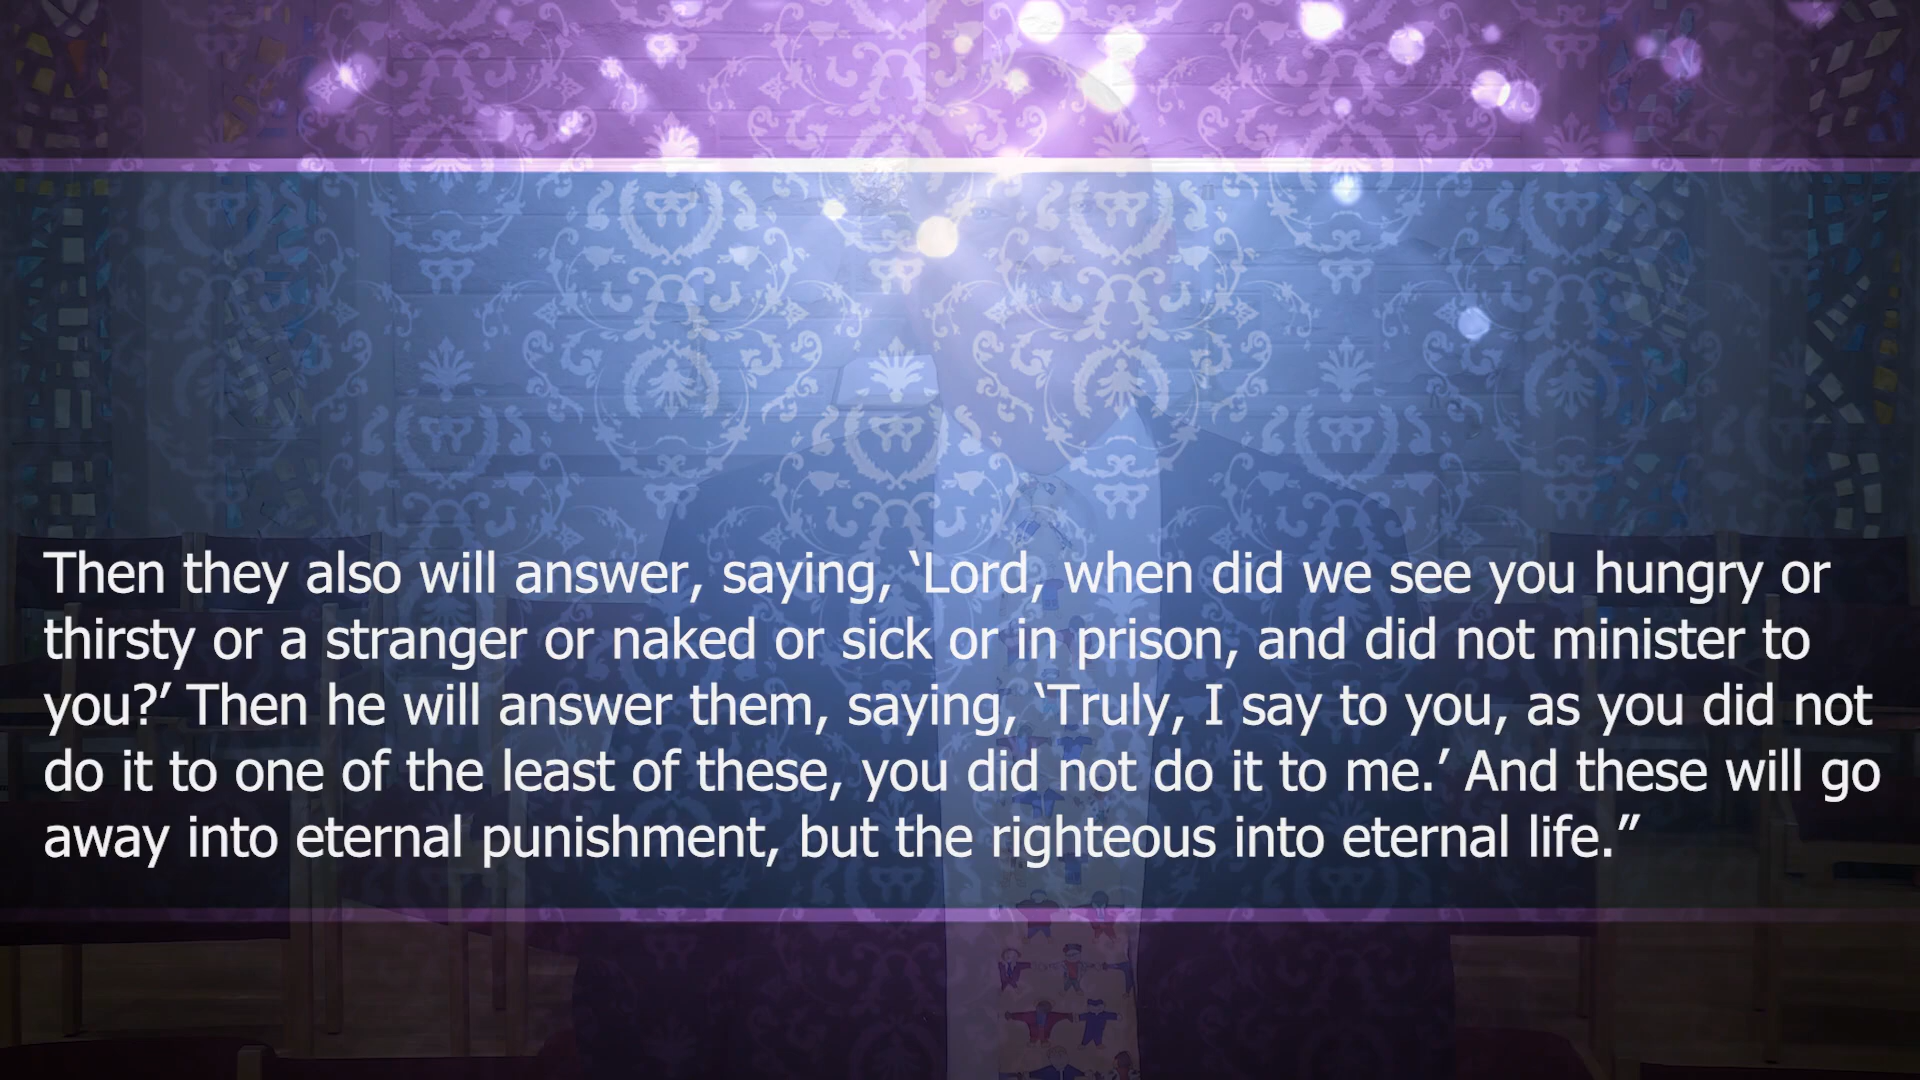 Then they also will answer, saying, ‘Lord, when did we see you hungry or
thirsty or a stranger or naked or sick or in prison, and did not minister to
you?’ Then he will answer them, saying, ‘Truly, I say to you, as you did not
do it to one of the least of these, you did not do it to me.’ And these will go
away into eternal punishment, but the righteous into eternal life.”